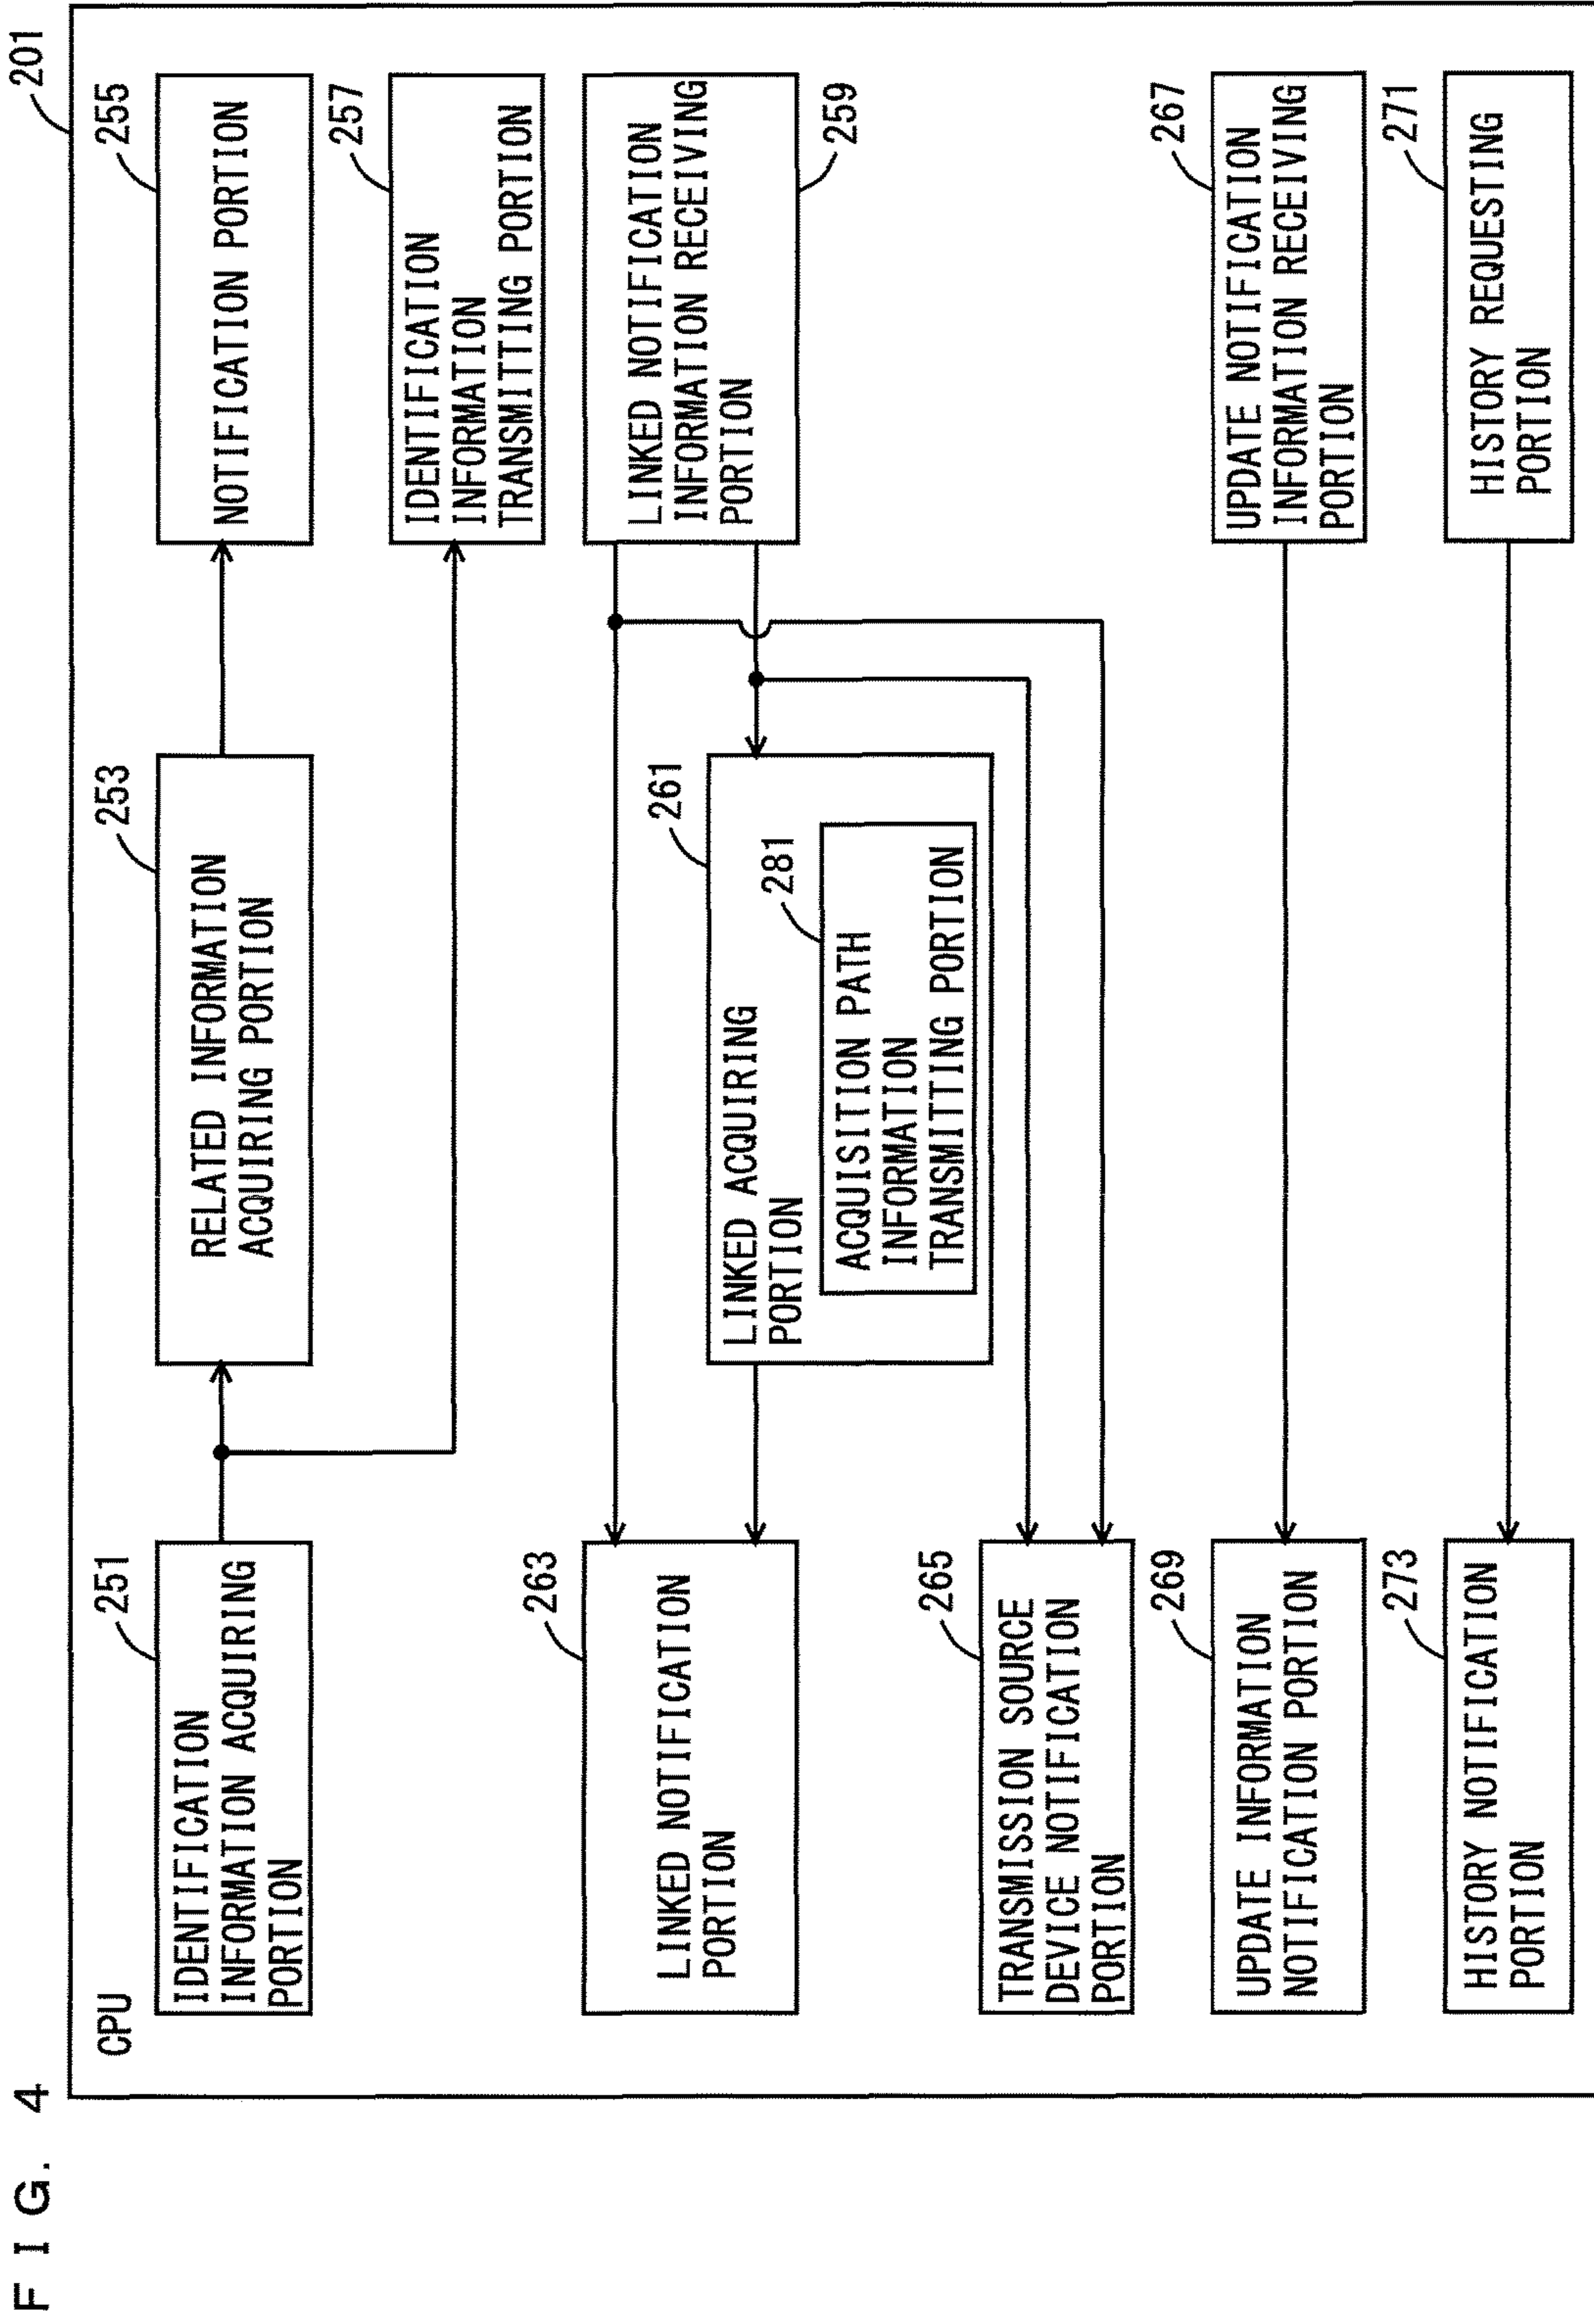 FIG. 4
201
CPU
251
IDENTIFICATION
INFORMATION ACQUIRING
PORTION
253
RELATED INFORMATION
ACQUIRING PORTION
255
NOTIFICATION PORTION
257
IDENTIFICATION
INFORMATION
TRANSMITTING PORTION
263
LINKED NOTIFICATION
PORTION
261
LINKED ACQUIRING
PORTION
281
ACQUISITION PATH
INFORMATION
TRANSMITTING PORTION
LINKED NOTIFICATION
INFORMATION RECEIVING
PORTION
259
265
TRANSMISSION SOURCE
DEVICE NOTIFICATION
PORTION
269
UPDATE INFORMATION
NOTIFICATION PORTION
267
UPDATE NOTIFICATION
INFORMATION RECEIVING
PORTION
273
HISTORY NOTIFICATION
PORTION
271
HISTORY REQUESTING
PORTION